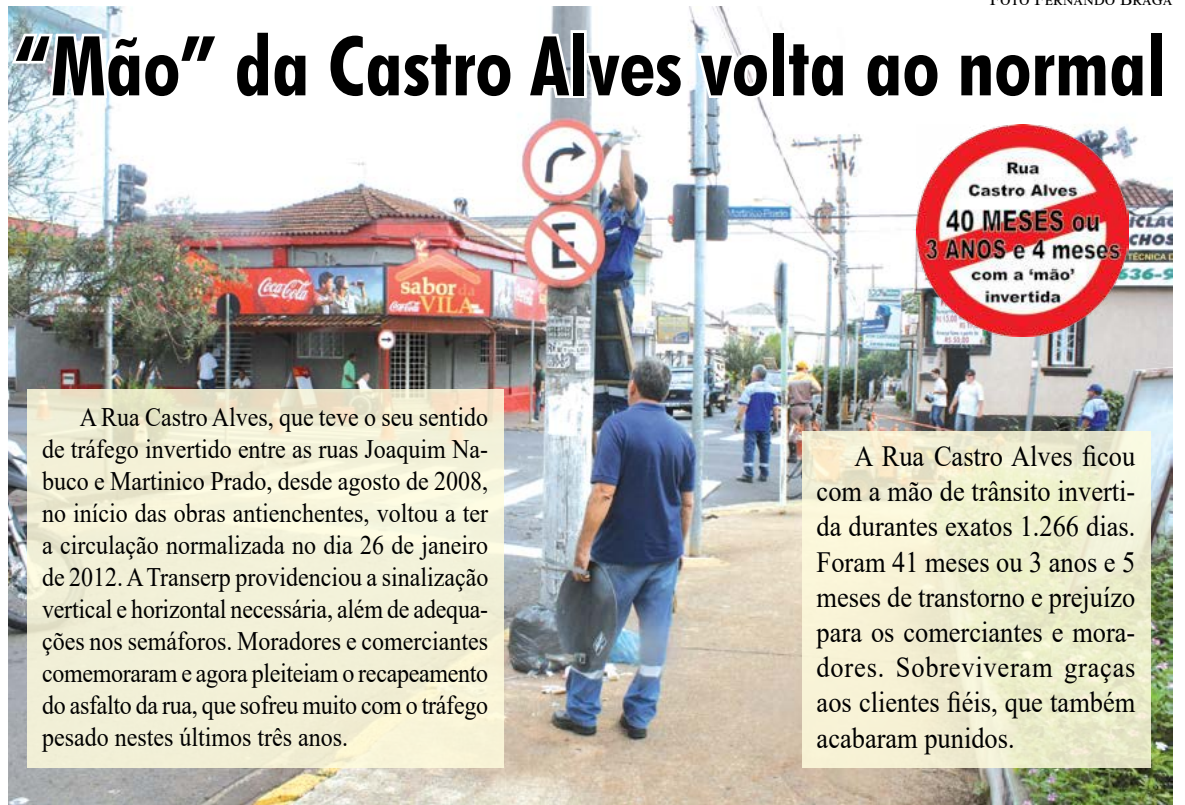 FOTO FERNANDO BRAGA
“Mão” da Castro Alves volta ao normal
Rua
Castro Alves
40 MESES ou
3 ANOS e 4 meses
com a ‘mão’
invertida
E
Martinico Prado
Coca-Cola
sabor da
VILA
Coca-Cola
TÉCNICA
636-9
A Rua Castro Alves, que teve o seu sentido
de tráfego invertido entre as ruas Joaquim Na-
buco e Martinico Prado, desde agosto de 2008,
no início das obras antienchentes, voltou a ter
a circulação normalizada no dia 26 de janeiro
de 2012. A Transerp providenciou a sinalização
vertical e horizontal necessária, além de adequa-
ções nos semáforos. Moradores e comerciantes
comemoraram e agora pleiteiam o recapeamento
do asfalto da rua, que sofreu muito com o tráfego
pesado nestes últimos três anos.
A Rua Castro Alves ficou
com a mão de trânsito inverti-
da durantes exatos 1.266 dias.
Foram 41 meses ou 3 anos e 5
meses de transtorno e prejuízo
para os comerciantes e mora-
dores. Sobreviveram graças
aos clientes fiéis, que também
acabaram punidos.